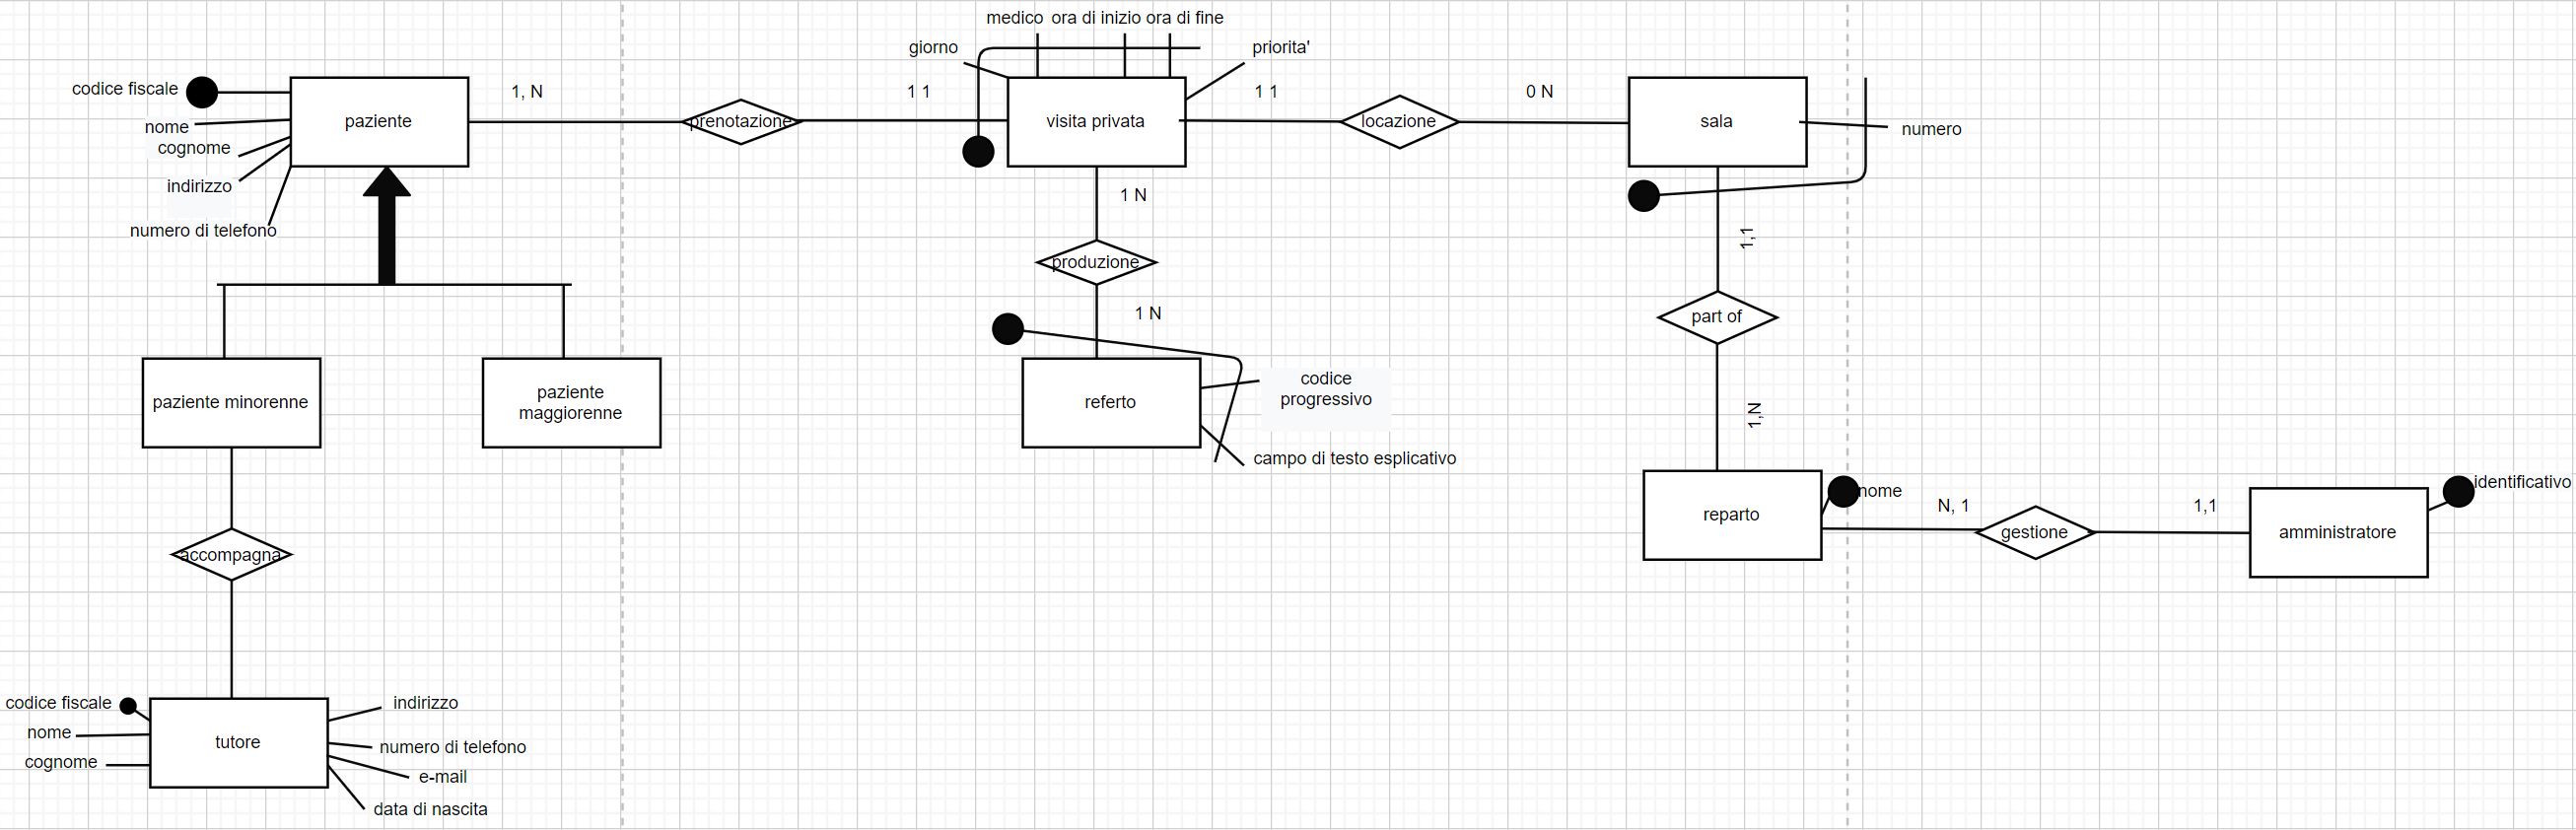 medico ora di inizio ora di fine
giorno
priorita'
codice fiscale
nome
cognome
indirizzo
numero di telefono
paziente
1, N
prenotazione
1 1
visita privata
1 1
locazione
0 N
sala
numero
1 N
produzione
1 N
1,1
part of
1,N
paziente minorenne
paziente
maggiorenne
referto
codice
progressivo
campo di testo esplicativo
reparto
nome
N, 1
gestione
1,1
amministratore
identificativo
accompagna
codice fiscale
nome
cognome
tutore
indirizzo
numero di telefono
e-mail
data di nascita